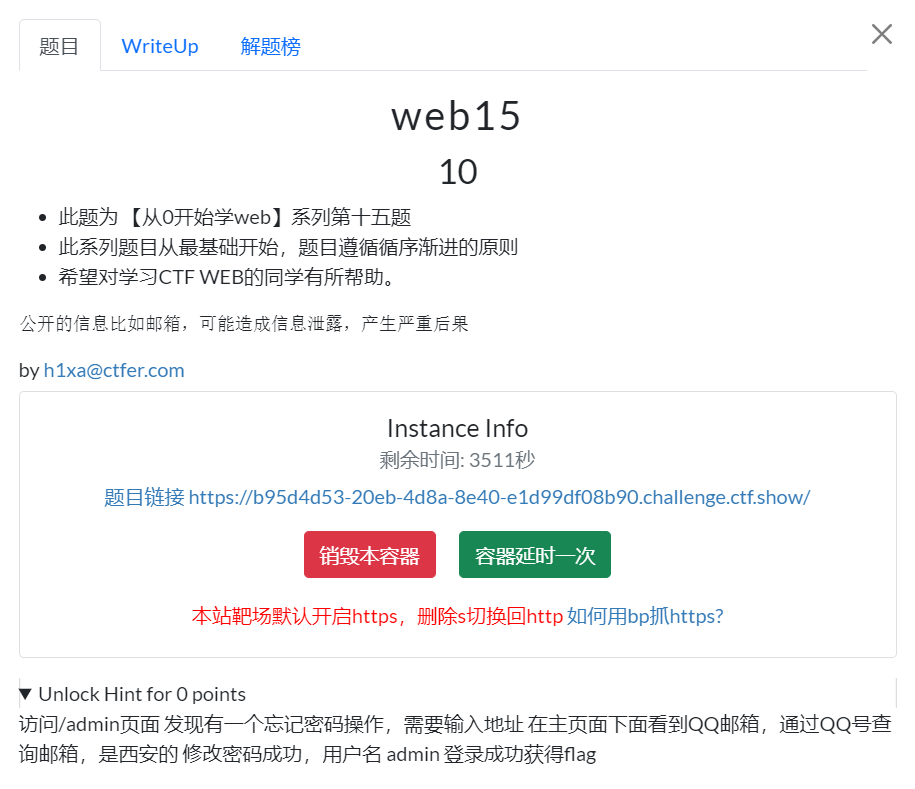 题目 WriteUp 解题榜
web15
10
此题为 【从0开始学web】系列第十五题
此系列题目从最基础开始，题目遵循循序渐进的原则
希望对学习CTF WEB的同学有所帮助。
公开的信息比如邮箱，可能造成信息泄露，产生严重后果
by h1xa@ctfer.com
Instance Info
剩余时间: 3511秒
题目链接 https://b95d4d53-20eb-4d8a-8e40-e1d99df08b90.challenge.ctf.show/
销毁本容器 容器延时一次
本站靶场默认开启https，删除s切换回http 如何用bp抓https?
Unlock Hint for 0 points
访问/admin页面 发现有一个忘记密码操作，需要输入地址 在主页面下面看到QQ邮箱，通过QQ号查
询邮箱，是西安的 修改密码成功，用户名 admin 登录成功获得flag